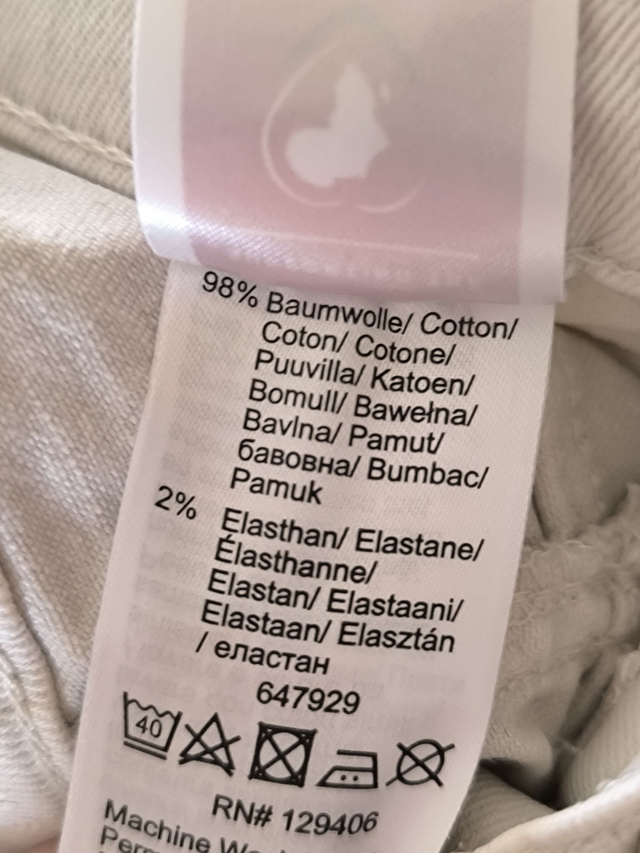 98% Baumwolle/ Cotton/
Coton/ Cotone/
Puuvilla/ Katoen/
Bomull/ Bawełna/
Bavlna/ Pamut/
бавовна/ Bumbac/
Pamuk
2% Elasthan/ Elastane/
Élasthanne/
Elastan/ Elastaani/
Elastaan/ Elasztán
/ еластан
647929
40
RN# 129406
Machine